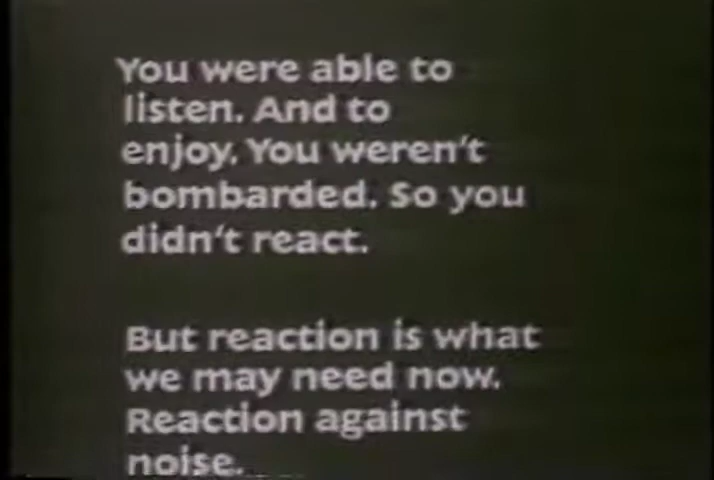 You were able to
listen. And to
enjoy. You weren't
bombarded. So you
didn't react.
But reaction is what
we may need now.
Reaction against
noise.